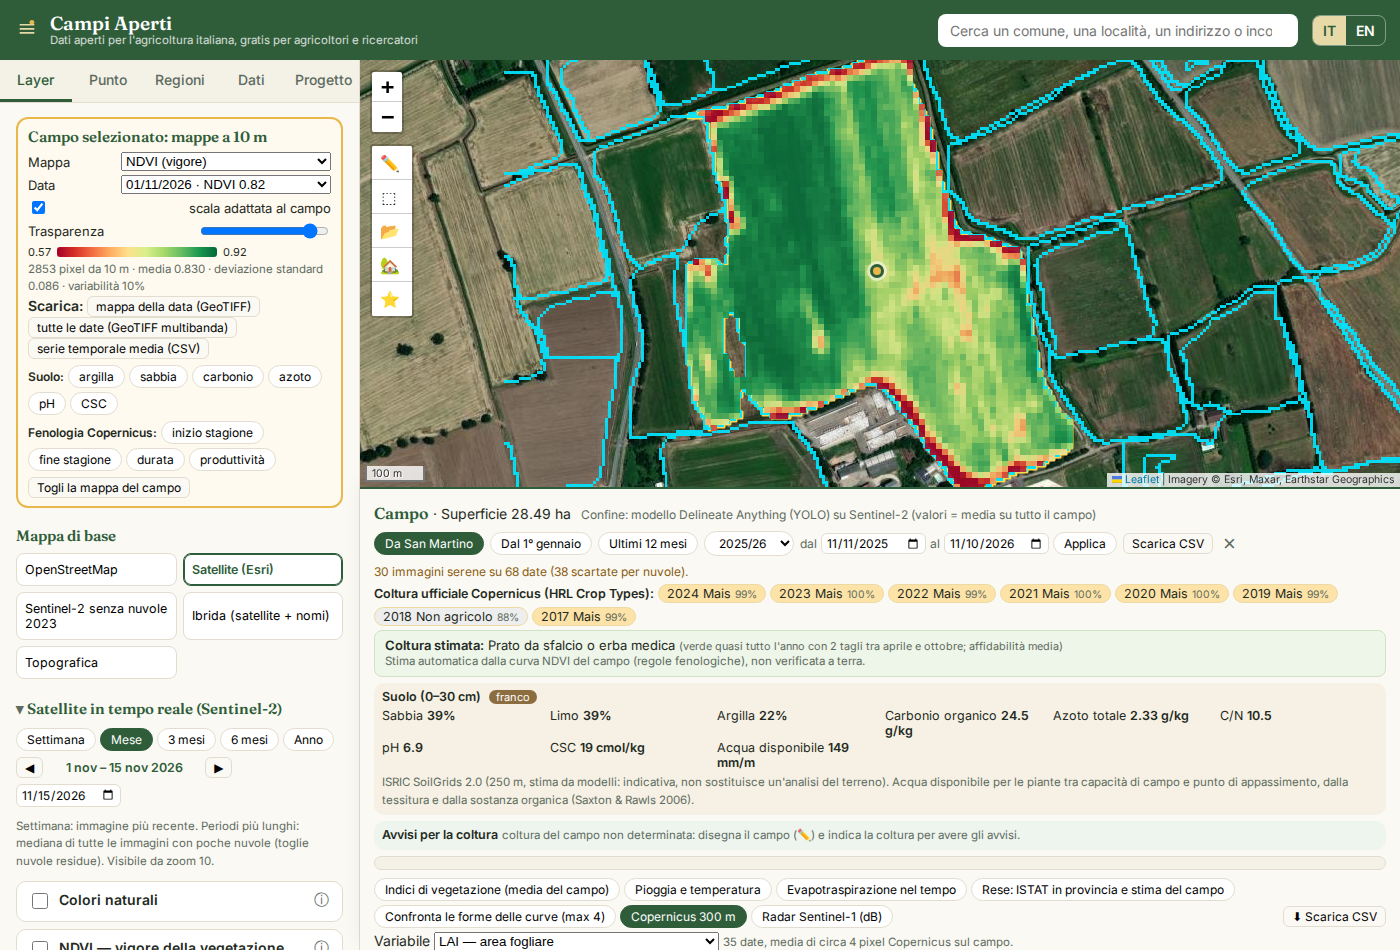 Campi Aperti
Dati aperti per l'agricoltura italiana, gratis per agricoltori e ricercatori
Cerca un comune, una località, un indirizzo o inco
IT EN
Layer Punto Regioni Dati Progetto
Campo selezionato: mappe a 10 m
Mappa NDVI (vigore)
Data 01/11/2026 · NDVI 0.82
scala adattata al campo
Trasparenza
0.57 0.92
2853 pixel da 10 m · media 0.830 · deviazione standard
0.086 · variabilità 10%
Scarica: mappa della data (GeoTIFF)
tutte le date (GeoTIFF multibanda)
serie temporale media (CSV)
Suolo: argilla sabbia carbonio azoto
pH CSC
Fenologia Copernicus: inizio stagione
fine stagione durata produttività
Togli la mappa del campo
Mappa di base
OpenStreetMap Satellite (Esri)
Sentinel-2 senza nuvole
2023
Ibrida (satellite + nomi)
Topografica
▾ Satellite in tempo reale (Sentinel-2)
Settimana Mese 3 mesi 6 mesi Anno
◀ 1 nov – 15 nov 2026 ▶
11/15/2026
Settimana: immagine più recente. Periodi più lunghi:
mediana di tutte le immagini con poche nuvole (toglie
nuvole residue). Visibile da zoom 10.
Colori naturali ⓘ
NDVI — vigore della vegetazione ⓘ
+
−
100 m
Leaflet | Imagery © Esri, Maxar, Earthstar Geographics
Campo · Superficie 28.49 ha Confine: modello Delineate Anything (YOLO) su Sentinel-2 (valori = media su tutto il campo)
Da San Martino Dal 1° gennaio Ultimi 12 mesi 2025/26 dal 11/11/2025 al 11/10/2026 Applica Scarica CSV ✕
30 immagini serene su 68 date (38 scartate per nuvole).
Coltura ufficiale Copernicus (HRL Crop Types): 2024 Mais 99% 2023 Mais 100% 2022 Mais 99% 2021 Mais 100% 2020 Mais 100% 2019 Mais 99%
2018 Non agricolo 88% 2017 Mais 99%
Coltura stimata: Prato da sfalcio o erba medica (verde quasi tutto l'anno con 2 tagli tra aprile e ottobre; affidabilità media)
Stima automatica dalla curva NDVI del campo (regole fenologiche), non verificata a terra.
Suolo (0–30 cm) franco
Sabbia 39% Limo 39% Argilla 22% Carbonio organico 24.5 g/kg Azoto totale 2.33 g/kg C/N 10.5
pH 6.9 CSC 19 cmol/kg Acqua disponibile 149 mm/m
ISRIC SoilGrids 2.0 (250 m, stima da modelli: indicativa, non sostituisce un'analisi del terreno). Acqua disponibile per le piante tra capacità di campo e punto di appassimento, dalla
tessitura e dalla sostanza organica (Saxton & Rawls 2006).
Avvisi per la coltura coltura del campo non determinata: disegna il campo (✏️) e indica la coltura per avere gli avvisi.
Indici di vegetazione (media del campo) Pioggia e temperatura Evapotraspirazione nel tempo Rese: ISTAT in provincia e stima del campo
Confronta le forme delle curve (max 4) Copernicus 300 m Radar Sentinel-1 (dB) ⬇ Scarica CSV
Variabile LAI — area fogliare 35 date, media di circa 4 pixel Copernicus sul campo.